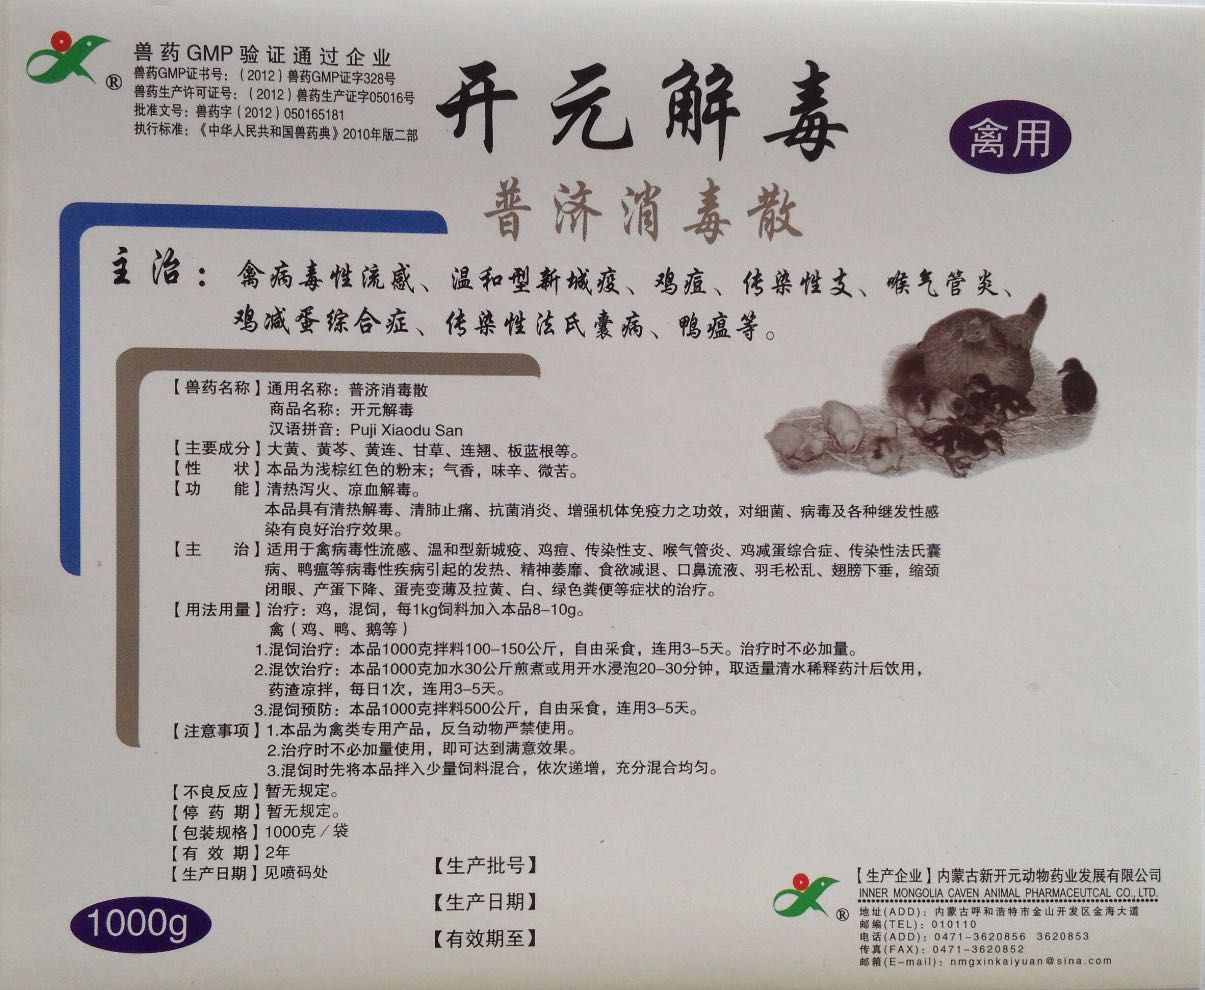 兽药GMP验证通过企业
兽药GMP证书号：（2012）兽药GMP证字328号
兽药生产许可证号：（2012）兽药生产证字05016号
批准文号：兽药字（2012）050165181
执行标准：《中华人民共和国兽药典》2010年版二部
®
开元解毒
禽用
普济消毒散
主治：禽病毒性流感、温和型新城疫、鸡痘、传染性支、喉气管炎、
鸡减蛋综合症、传染性法氏囊病、鸭瘟等。
【兽药名称】通用名称：普济消毒散
商品名称：开元解毒
汉语拼音：Puji Xiaodu San
【主要成分】大黄、黄芩、黄连、甘草、连翘、板蓝根等。
【性 状】本品为浅棕红色的粉末；气香，味辛、微苦。
【功 能】清热泻火、凉血解毒。
本品具有清热解毒、清肺止痛、抗菌消炎、增强机体免疫力之功效，对细菌、病毒及各种继发性感
染有良好治疗效果。
【主 治】适用于禽病毒性流感、温和型新城疫、鸡痘、传染性支、喉气管炎、鸡减蛋综合症、传染性法氏囊
病、鸭瘟等病毒性疾病引起的发热、精神萎靡、食欲减退、口鼻流液、羽毛松乱、翅膀下垂，缩颈
闭眼、产蛋下降、蛋壳变薄及拉黄、白、绿色粪便等症状的治疗。
【用法用量】治疗：鸡，混饲，每1kg饲料加入本品8-10g。
禽（鸡、鸭、鹅等）
1.混饲治疗：本品1000克拌料100-150公斤，自由采食，连用3-5天。治疗时不必加量。
2.混饮治疗：本品1000克加水30公斤煎煮或用开水浸泡20-30分钟，取适量清水稀释药汁后饮用，
药渣凉拌，每日1次，连用3-5天。
3.混饲预防：本品1000克拌料500公斤，自由采食，连用3-5天。
【注意事项】1.本品为禽类专用产品，反刍动物严禁使用。
2.治疗时不必加量使用，即可达到满意效果。
3.混饲时先将本品拌入少量饲料混合，依次递增，充分混合均匀。
【不良反应】暂无规定。
【停 药 期】暂无规定。
【包装规格】1000克／袋
【有 效 期】2年
【生产日期】见喷码处
1000g
【生产批号】
【生产日期】
【有效期至】
®
【生产企业】内蒙古新开元动物药业发展有限公司
INNER MONGOLIA CAVEN ANIMAL PHARMACEUTCAL CO., LTD.
地址(ADD)：内蒙古呼和浩特市金山开发区金海大道
邮编(TEL)：010110
电话(ADD)：0471-3620856 3620853
传真(FAX)：0471-3620852
邮箱(E-mail)：nmgxinkaiyuan@sina.com